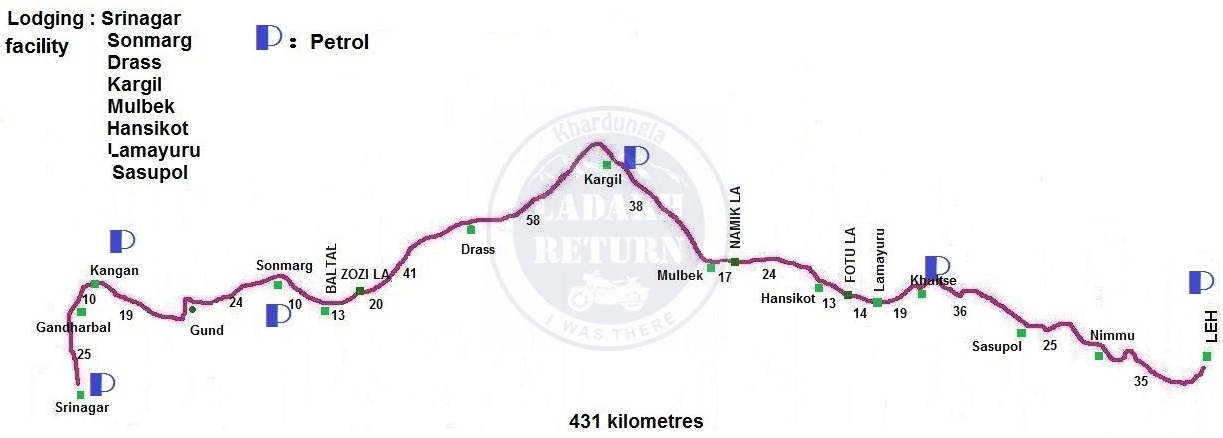 Lodging : Srinagar
facility
Sonmarg
Drass
Kargil
Mulbek
Hansikot
Lamayuru
Sasupol
P : Petrol
Khardungla
LADAKH
RETURN
I WAS THERE
P
Kargil
38
58
Drass
41
P
Kangan
10
19
Gandharbal
25
P
Srinagar
Gund
24
Sonmarg
P
10
BALTAL
13
ZOZI LA
20
Mulbek
17
NAMIK LA
24
Hansikot
13
FOTU LA
14
Lamayuru
19
P
Khaltse
36
Sasupol
25
Nimmu
35
P
LEH
431 kilometres